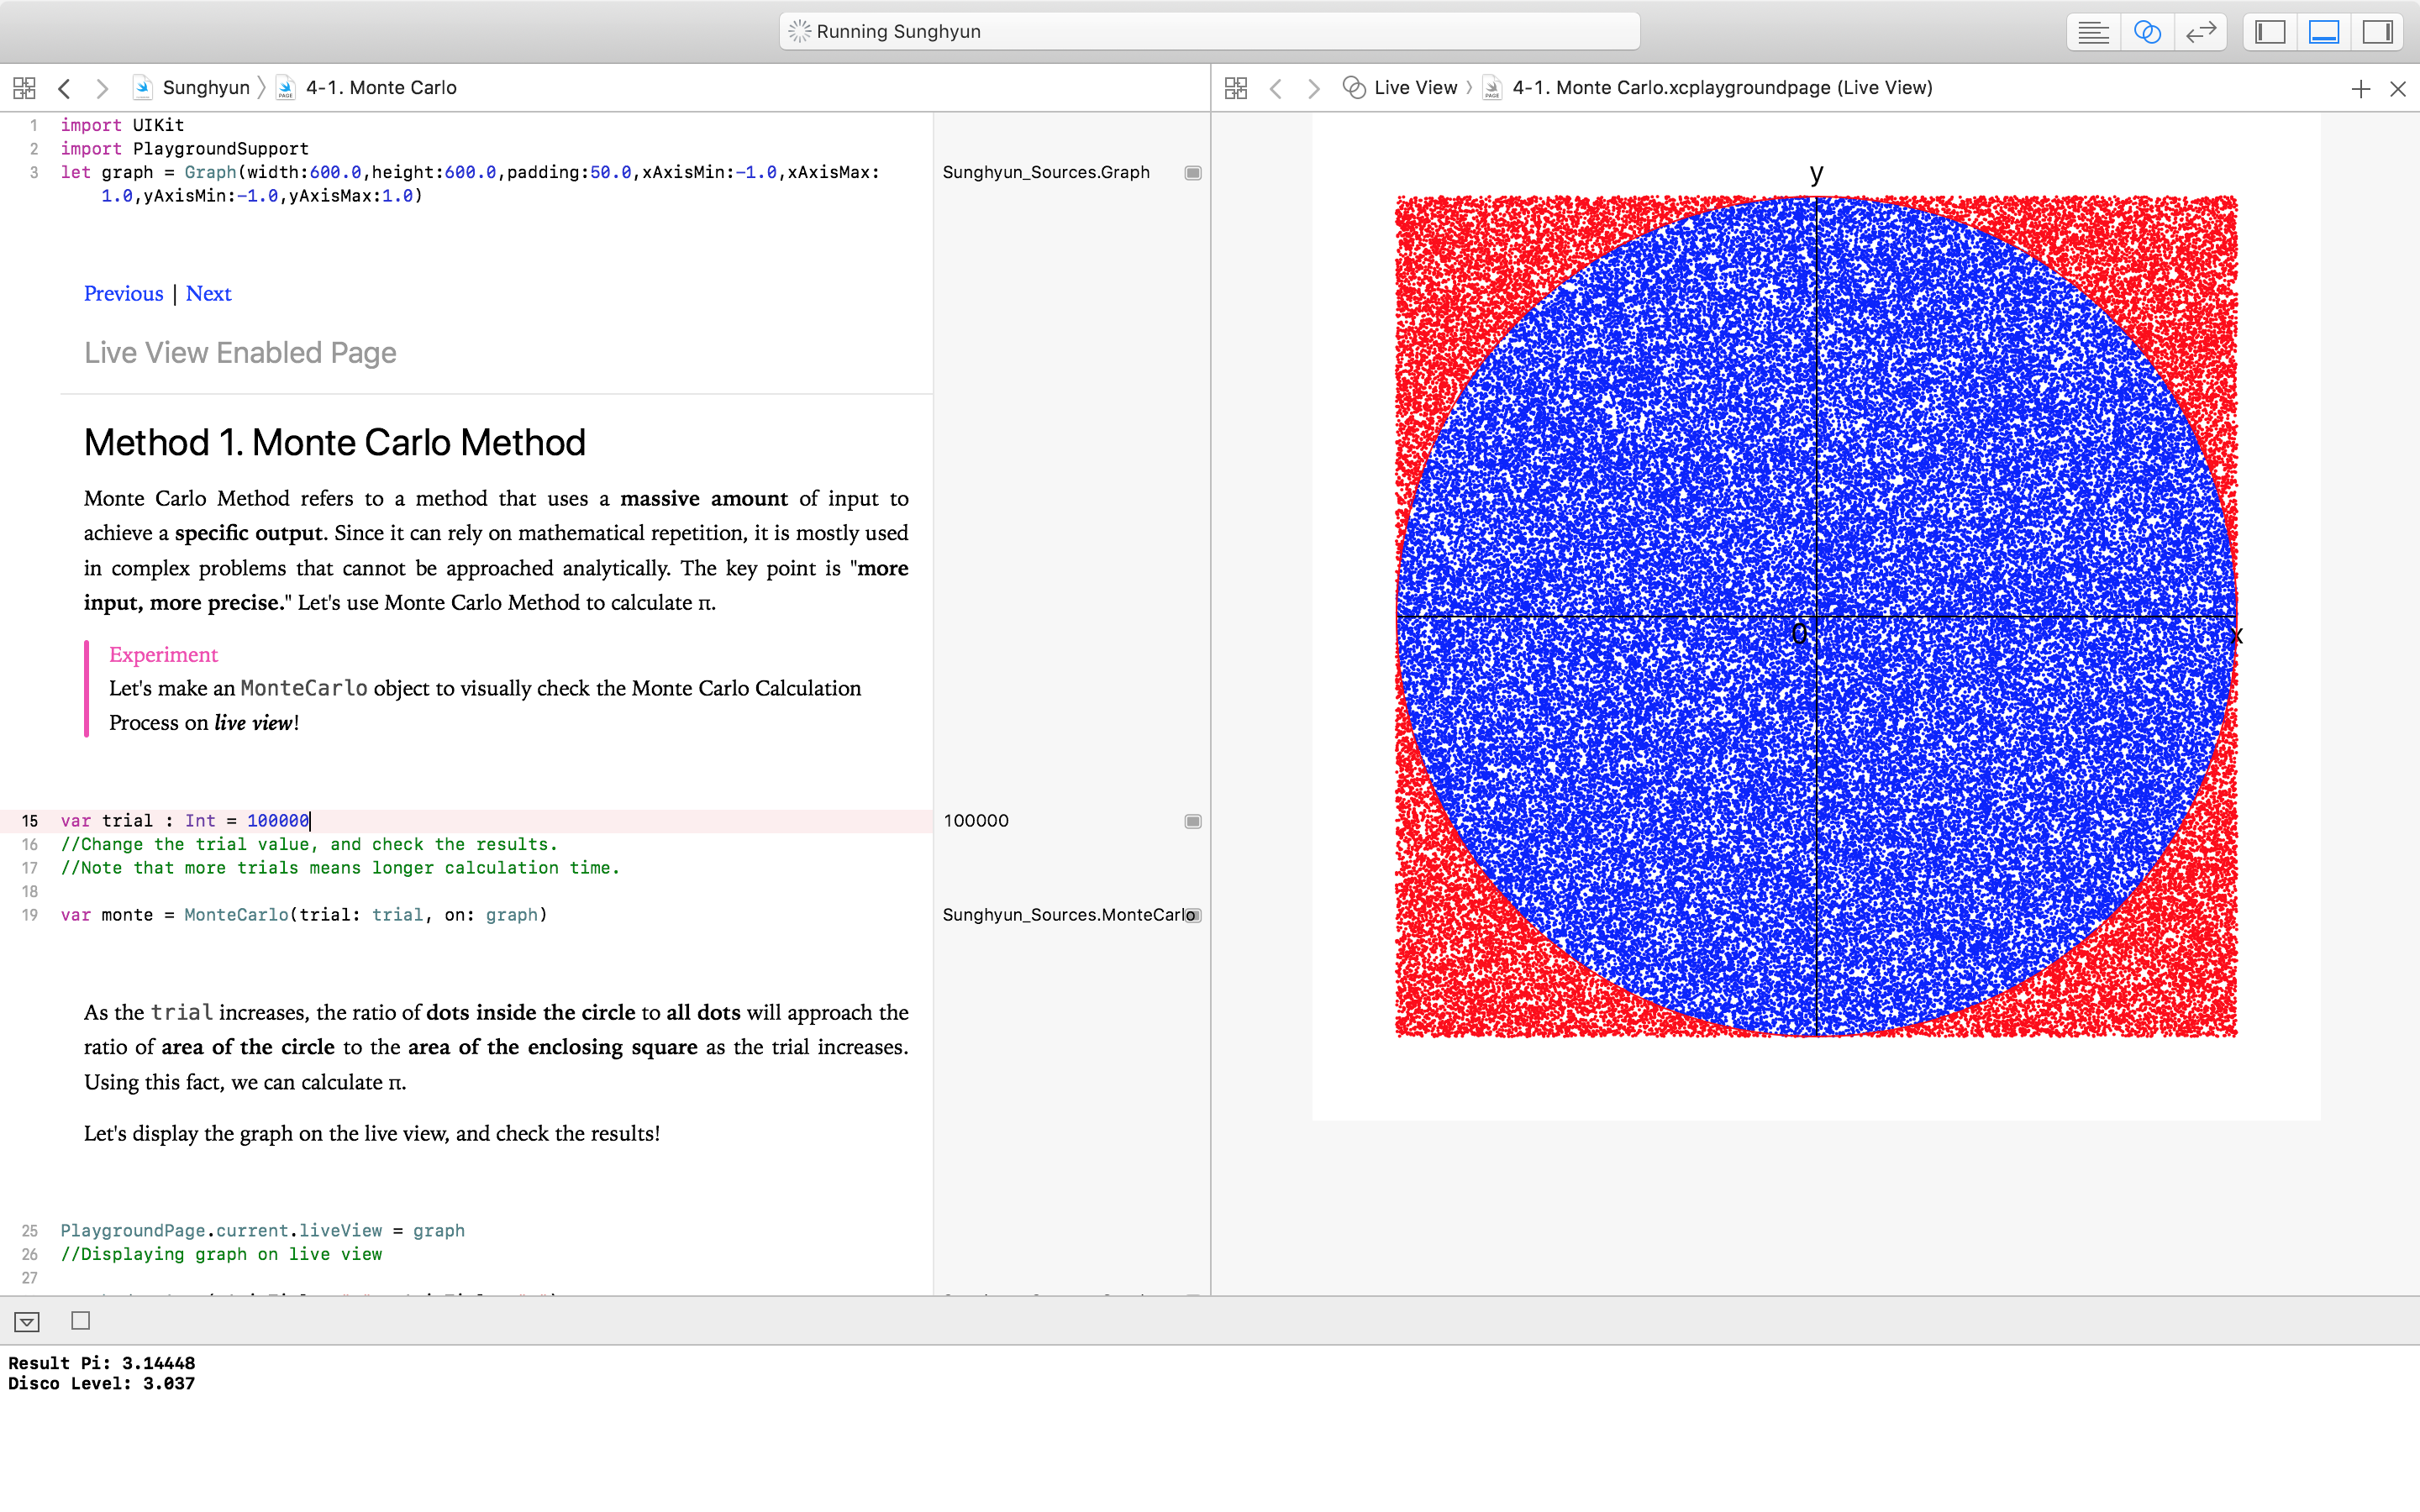 Running Sunghyun
Sunghyun 4-1. Monte Carlo
Live View 4-1. Monte Carlo.xcplaygroundpage (Live View)
1 import UIKit
2 import PlaygroundSupport
3 let graph = Graph(width:600.0,height:600.0,padding:50.0,xAxisMin:-1.0,xAxisMax:
1.0,yAxisMin:-1.0,yAxisMax:1.0)
Sunghyun_Sources.Graph
Previous | Next
Live View Enabled Page
Method 1. Monte Carlo Method
Monte Carlo Method refers to a method that uses a massive amount of input to
achieve a specific output. Since it can rely on mathematical repetition, it is mostly used
in complex problems that cannot be approached analytically. The key point is "more
input, more precise." Let's use Monte Carlo Method to calculate π.
Experiment
Let's make an MonteCarlo object to visually check the Monte Carlo Calculation
Process on live view!
15 var trial : Int = 100000
100000
16 //Change the trial value, and check the results.
17 //Note that more trials means longer calculation time.
18
19 var monte = MonteCarlo(trial: trial, on: graph)
Sunghyun_Sources.MonteCarlo
As the trial increases, the ratio of dots inside the circle to all dots will approach the
ratio of area of the circle to the area of the enclosing square as the trial increases.
Using this fact, we can calculate π.
Let's display the graph on the live view, and check the results!
25 PlaygroundPage.current.liveView = graph
26 //Displaying graph on live view
27
y
0
x
Result Pi: 3.14448
Disco Level: 3.037